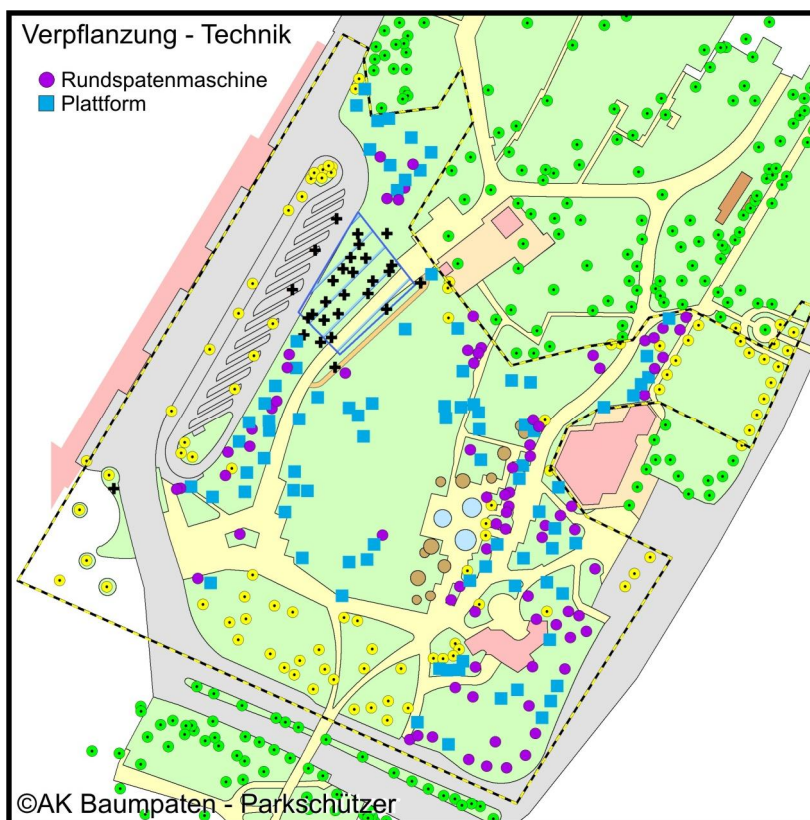 Verpflanzung - Technik
Rundspatenmaschine
Plattform
©AK Baumpaten - Parkschützer